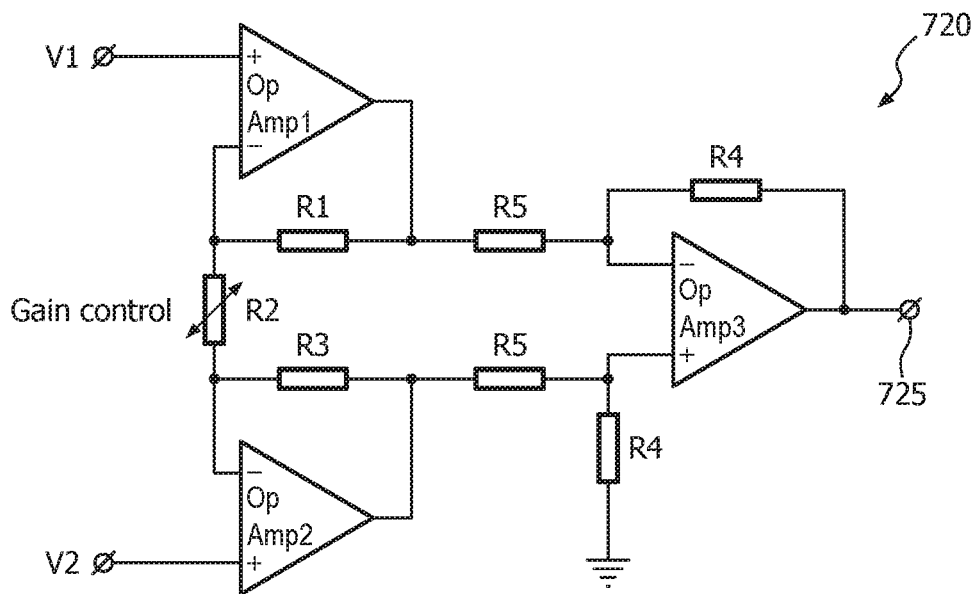 720
V1
+
Op
Amp1
−
R1
R5
R4
Gain control
R2
−
Op
Amp3
+
725
R3
R5
R4
−
Op
Amp2
+
V2